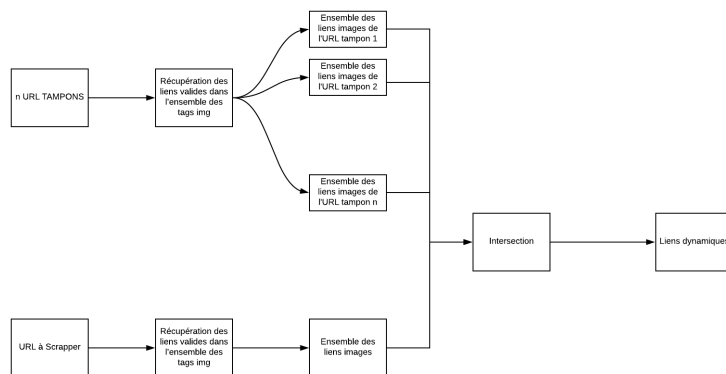 Ensemble des
liens images de
l'URL tampon 1
Ensemble des
liens images de
l'URL tampon 2
n URL TAMPONS
Récupération des
liens valides dans
l'ensemble des
tags img
Ensemble des
liens images de
l'URL tampon n
Intersection
Liens dynamiques
URL à Scrapper
Récupération des
liens valides dans
l'ensemble des
tags img
Ensemble des
liens images